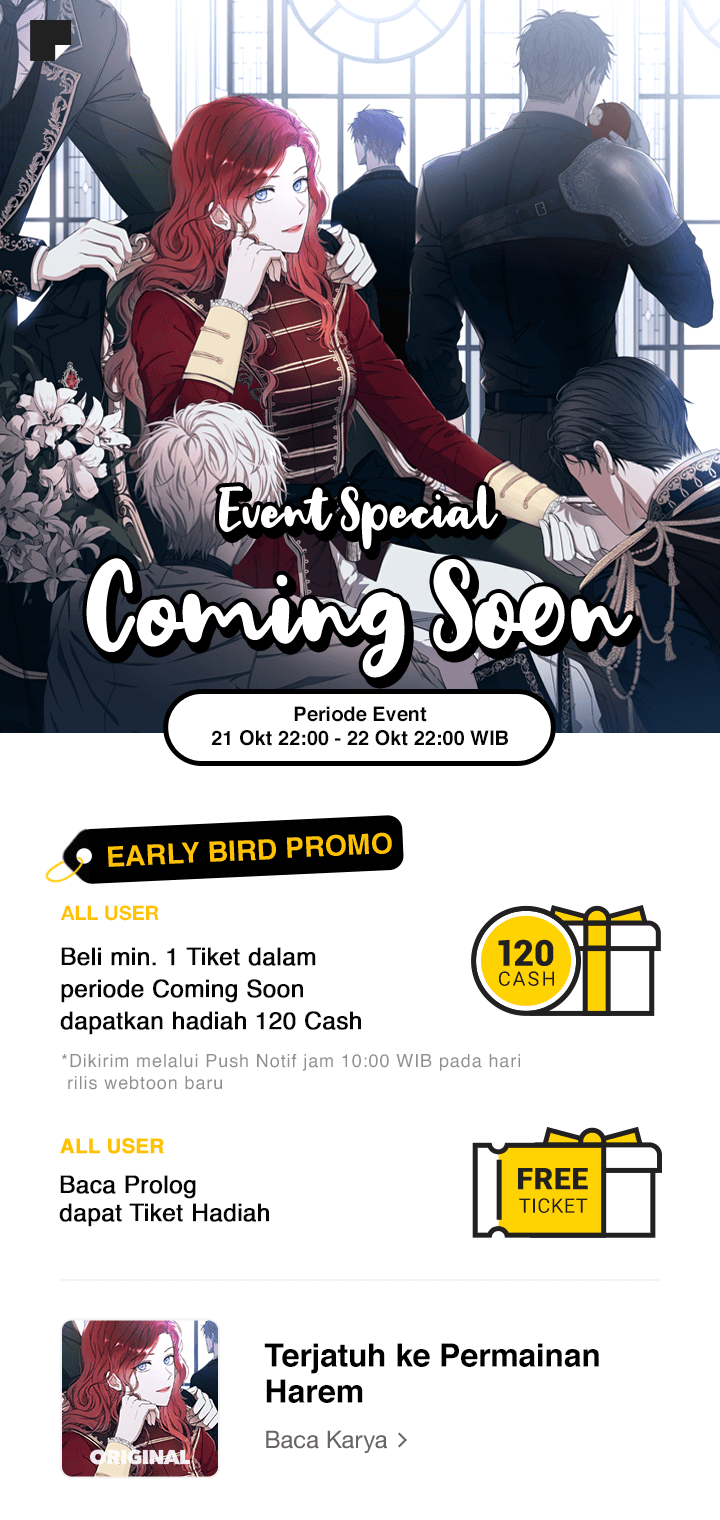 Event Special
Coming Soon
Periode Event
21 Okt 22:00 - 22 Okt 22:00 WIB
EARLY BIRD PROMO
ALL USER
Beli min. 1 Tiket dalam
periode Coming Soon
dapatkan hadiah 120 Cash
120
CASH
*Dikirim melalui Push Notif jam 10:00 WIB pada hari
rilis webtoon baru
ALL USER
Baca Prolog
dapat Tiket Hadiah
FREE
TICKET
Terjatuh ke Permainan
Harem
Baca Karya >
ORIGINAL